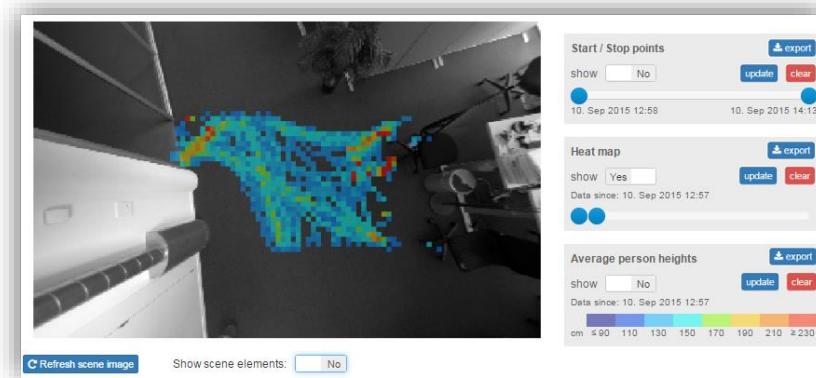 Start / Stop points export
show No update clear
10. Sep 2015 12:58 10. Sep 2015 14:13
Heat map export
show Yes update clear
Data since: 10. Sep 2015 12:57
Average person heights export
show No update clear
Data since: 10. Sep 2015 12:57
cm ≤90 110 130 150 170 190 210 ≥230
Refresh scene image Show scene elements: No